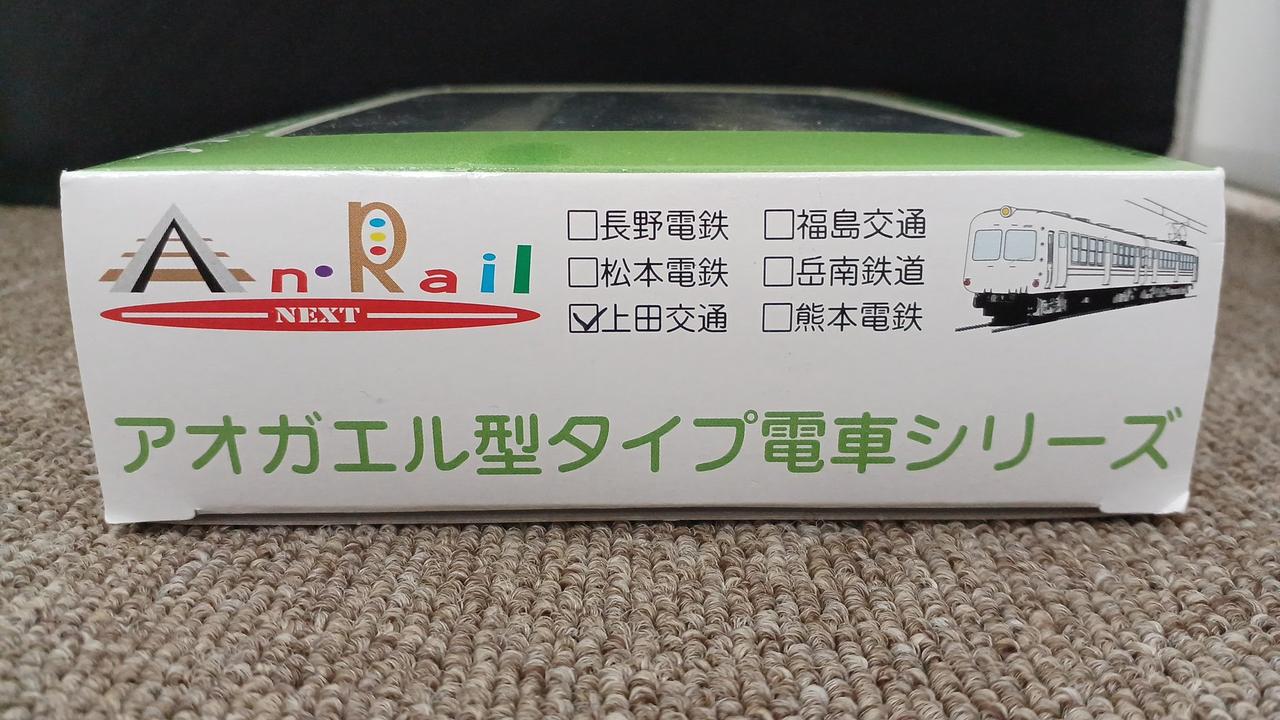 An・Rail
NEXT
□長野電鉄 □福島交通
□松本電鉄 □岳南鉄道
☑上田交通 □熊本電鉄
アオガエル型タイプ電車シリーズ